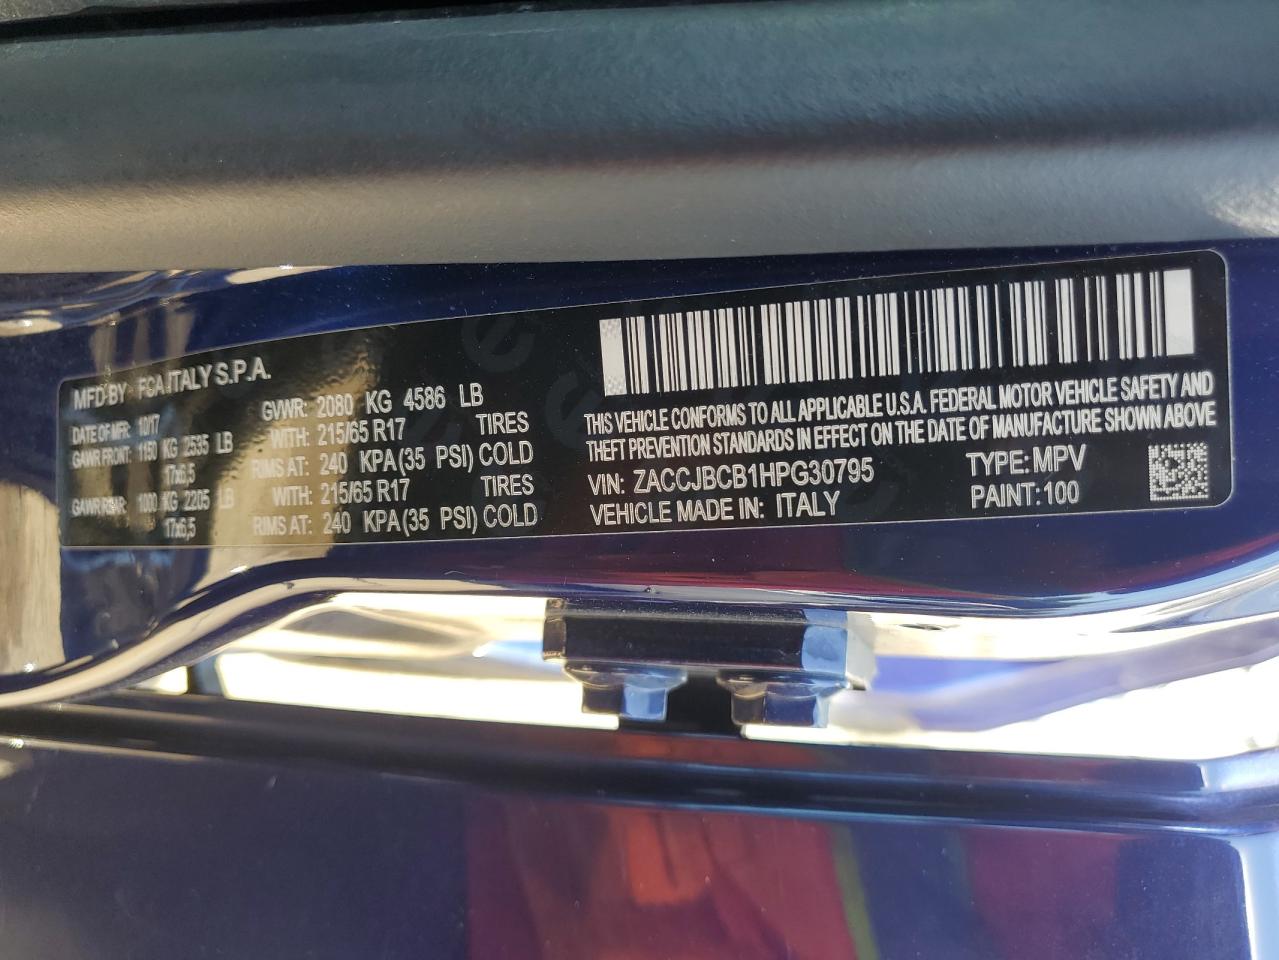 MFD BY FCA ITALY S.P.A.
DATE OF MFR. 10/17 GVWR: 2080 KG 4586 LB
GAWR FRONT: 1150 KG 2535 LB WITH: 215/65 R17 TIRES
17x6,5 RIMS AT: 240 KPA(35 PSI) COLD
GAWR REAR: 1000 KG 2205 LB WITH: 215/65 R17 TIRES
17x6,5 RIMS AT: 240 KPA(35 PSI) COLD
THIS VEHICLE CONFORMS TO ALL APPLICABLE U.S.A. FEDERAL MOTOR VEHICLE SAFETY AND
THEFT PREVENTION STANDARDS IN EFFECT ON THE DATE OF MANUFACTURE SHOWN ABOVE
VIN: ZACCJBCB1HPG30795 TYPE: MPV
VEHICLE MADE IN: ITALY PAINT: 100